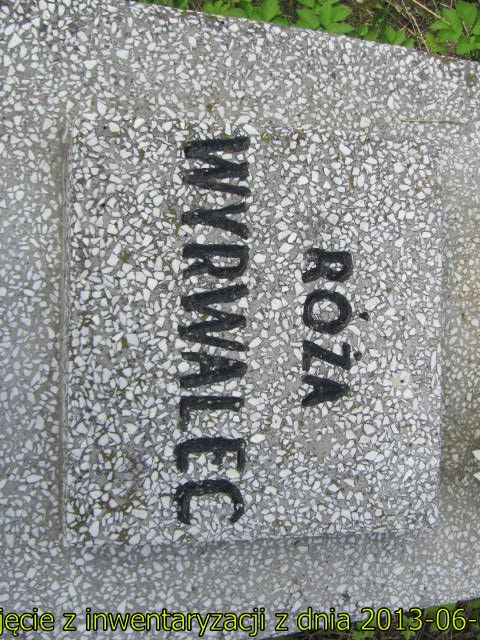 RÓŻA
WYRWALEC
jęcie z inwentaryzacji z dnia 2013-06-